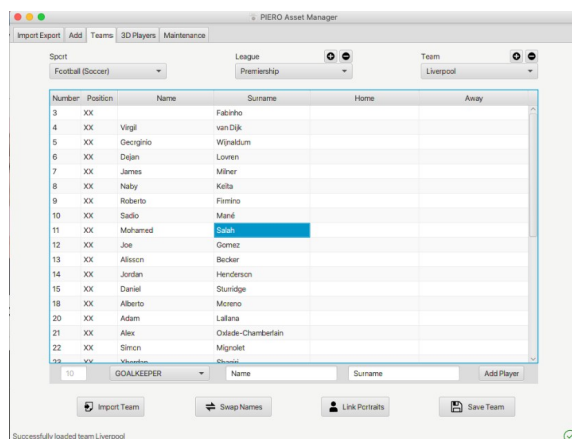 PIERO Asset Manager
Import Export Add Teams 3D Players Maintenance
Sport League Team
Football (Soccer) Premiership Liverpool
Number Position Name Surname Home Away
3 XX Fabinho
4 XX Virgil van Dijk
5 XX Georginio Wijnaldum
6 XX Dejan Lovren
7 XX James Milner
8 XX Naby Keïta
9 XX Roberto Firmino
10 XX Sadio Mané
11 XX Mohamed Salah
12 XX Joe Gomez
13 XX Alisson Becker
14 XX Jordan Henderson
15 XX Daniel Sturridge
18 XX Alberto Moreno
20 XX Adam Lallana
21 XX Alex Oxlade-Chamberlain
22 XX Simon Mignolet
23 XX Xherdan Shaqiri
10 GOALKEEPER Name Surname Add Player
Import Team Swap Names Link Portraits Save Team
Successfully loaded team Liverpool